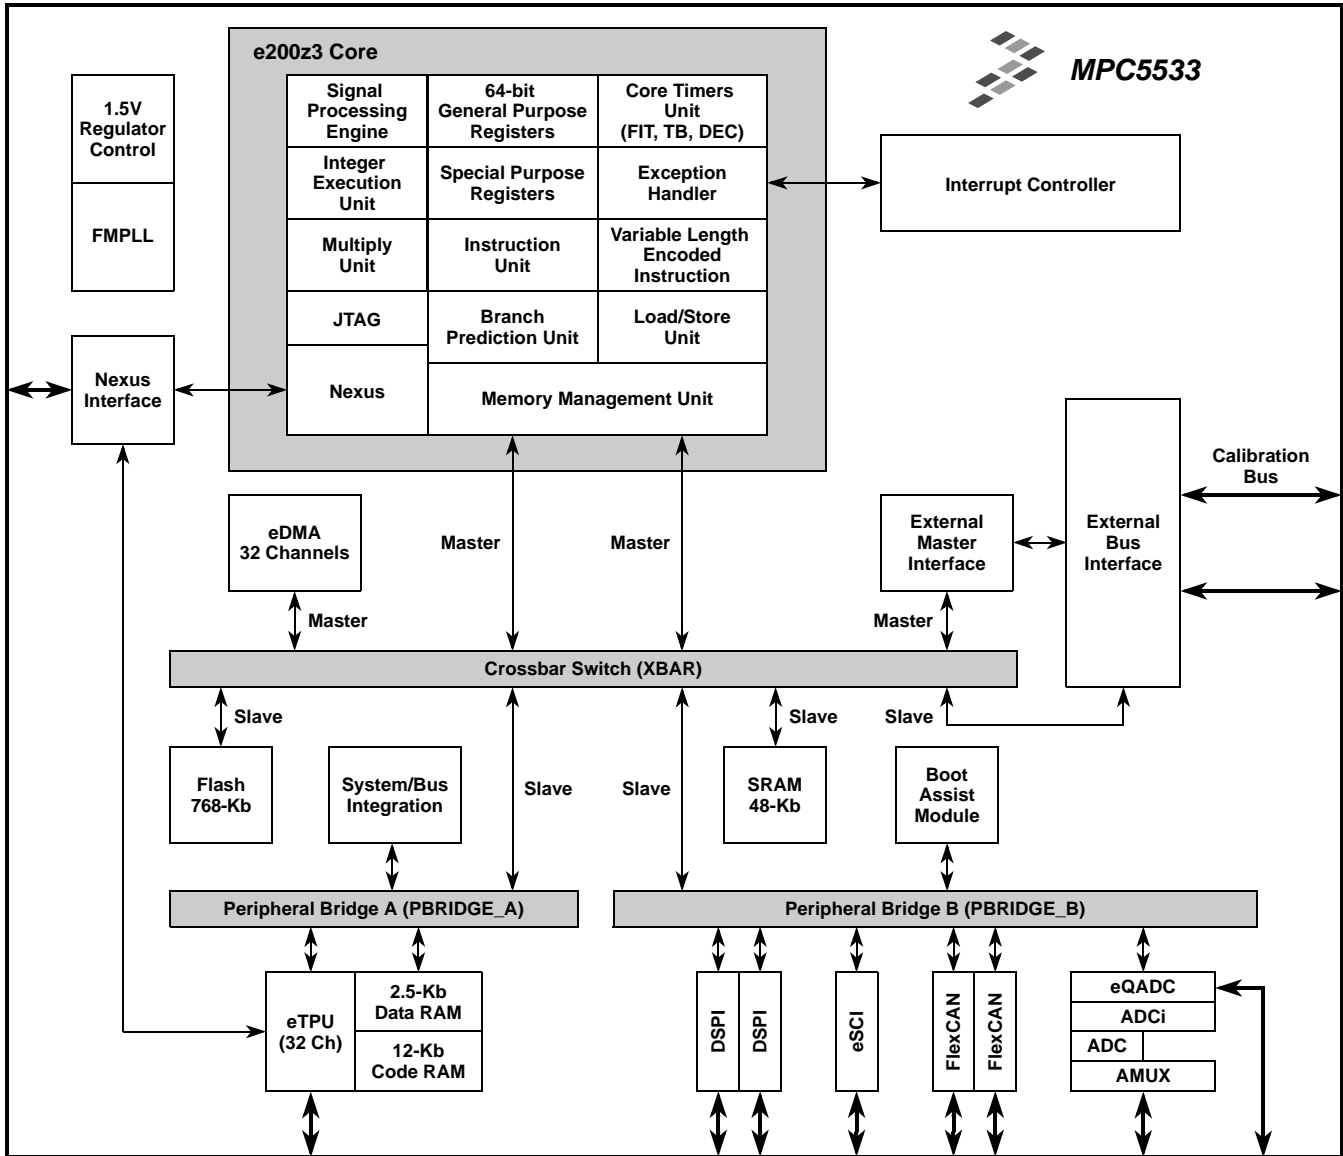 e200z3 Core
MPC5533
1.5V
Regulator
Control
FMPLL
Signal
Processing
Engine
64-bit
General Purpose
Registers
Core Timers
Unit
(FIT, TB, DEC)
Integer
Execution
Unit
Special Purpose
Registers
Exception
Handler
Interrupt Controller
Multiply
Unit
Instruction
Unit
Variable Length
Encoded
Instruction
JTAG
Branch
Prediction Unit
Load/Store
Unit
Nexus
Interface
Nexus
Memory Management Unit
Calibration
Bus
eDMA
32 Channels
Master
Master
External
Master
Interface
External
Bus
Interface
Master
Master
Crossbar Switch (XBAR)
Slave
Slave
Slave
Flash
768-Kb
System/Bus
Integration
Slave
Slave
SRAM
48-Kb
Boot
Assist
Module
Peripheral Bridge A (PBRIDGE_A)
Peripheral Bridge B (PBRIDGE_B)
eTPU
(32 Ch)
2.5-Kb
Data RAM
12-Kb
Code RAM
DSPI
DSPI
eSCI
FlexCAN
FlexCAN
eQADC
ADCi
ADC
AMUX